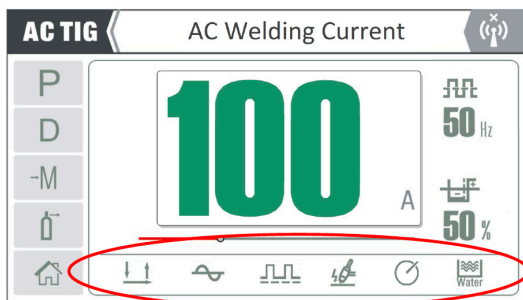 AC TIG
AC Welding Current
P
D
-M
100
A
50 Hz
50 %
Water